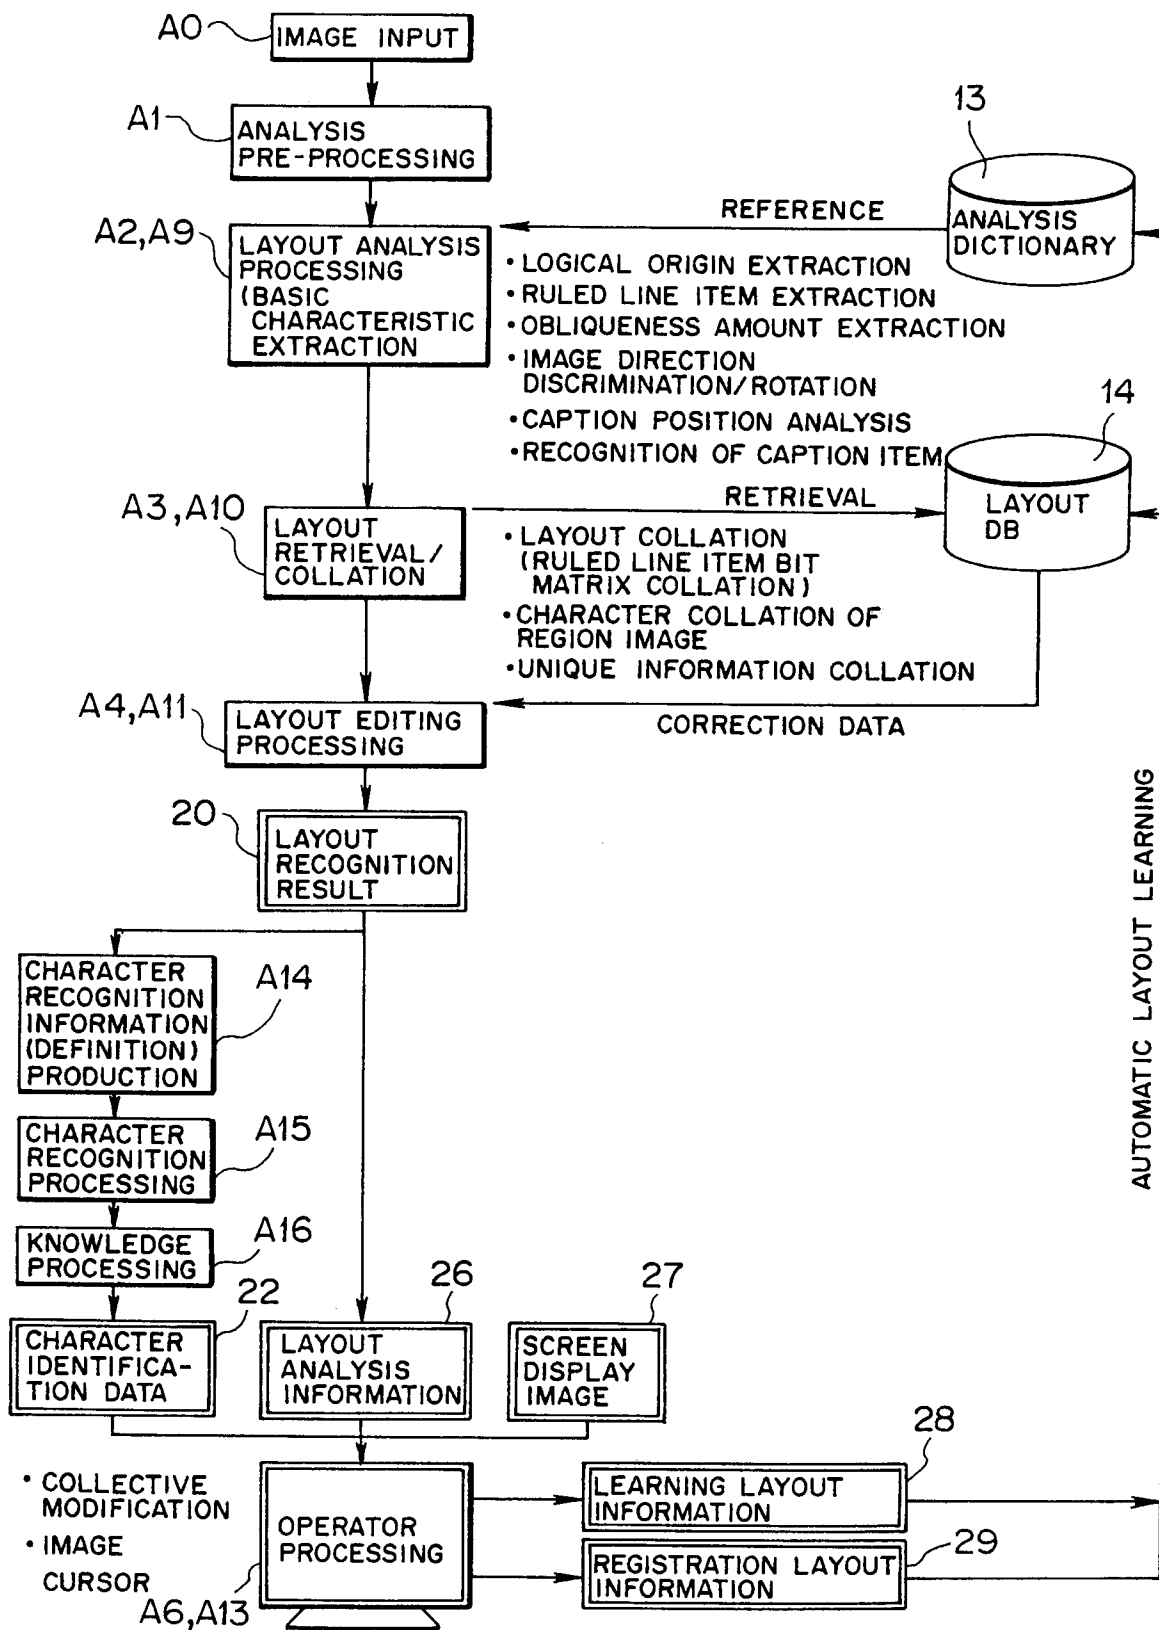 A0
IMAGE INPUT
A1
ANALYSIS
PRE-PROCESSING
13
ANALYSIS
DICTIONARY
REFERENCE
A2, A9
LAYOUT ANALYSIS
PROCESSING
(BASIC
CHARACTERISTIC
EXTRACTION
• LOGICAL ORIGIN EXTRACTION
• RULED LINE ITEM EXTRACTION
• OBLIQUENESS AMOUNT EXTRACTION
• IMAGE DIRECTION
DISCRIMINATION/ROTATION
• CAPTION POSITION ANALYSIS
• RECOGNITION OF CAPTION ITEM
14
LAYOUT
DB
RETRIEVAL
A3, A10
LAYOUT
RETRIEVAL/
COLLATION
• LAYOUT COLLATION
(RULED LINE ITEM BIT
MATRIX COLLATION)
• CHARACTER COLLATION OF
REGION IMAGE
• UNIQUE INFORMATION COLLATION
A4, A11
LAYOUT EDITING
PROCESSING
CORRECTION DATA
AUTOMATIC LAYOUT LEARNING
20
LAYOUT
RECOGNITION
RESULT
CHARACTER
RECOGNITION
INFORMATION
(DEFINITION)
PRODUCTION
A14
CHARACTER
RECOGNITION
PROCESSING
A15
KNOWLEDGE
PROCESSING
A16
22
CHARACTER
IDENTIFICA-
TION DATA
26
LAYOUT
ANALYSIS
INFORMATION
27
SCREEN
DISPLAY
IMAGE
• COLLECTIVE
MODIFICATION
• IMAGE
CURSOR
OPERATOR
PROCESSING
A6, A13
28
LEARNING LAYOUT
INFORMATION
29
REGISTRATION LAYOUT
INFORMATION